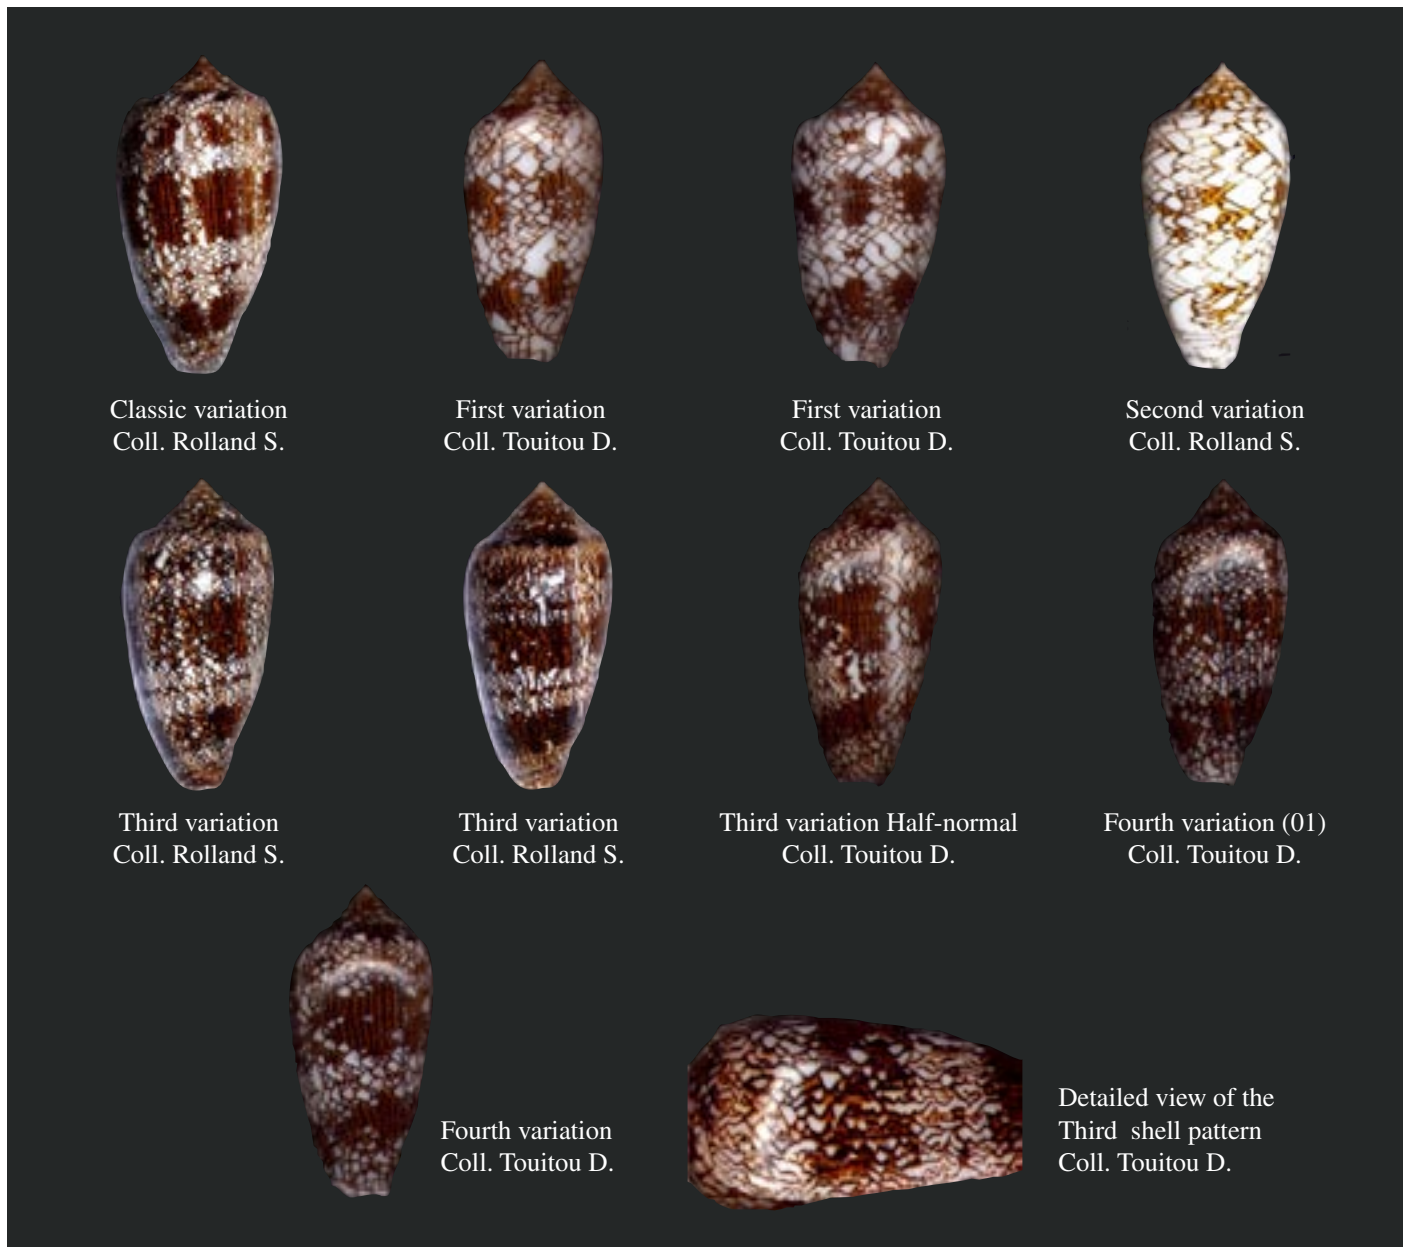 Classic variation
Coll. Rolland S.
First variation
Coll. Touitou D.
First variation
Coll. Touitou D.
Second variation
Coll. Rolland S.
Third variation
Coll. Rolland S.
Third variation
Coll. Rolland S.
Third variation Half-normal
Coll. Touitou D.
Fourth variation (01)
Coll. Touitou D.
Fourth variation
Coll. Touitou D.
Detailed view of the
Third shell pattern
Coll. Touitou D.